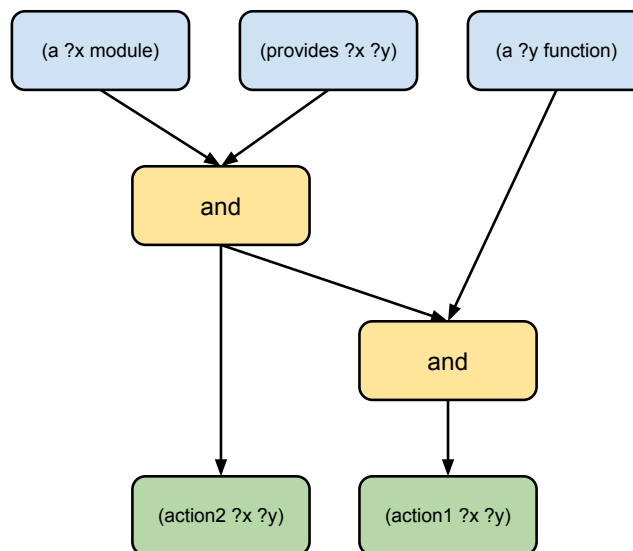 (a ?x module)
(provides ?x ?y)
(a ?y function)
and
and
(action2 ?x ?y)
(action1 ?x ?y)